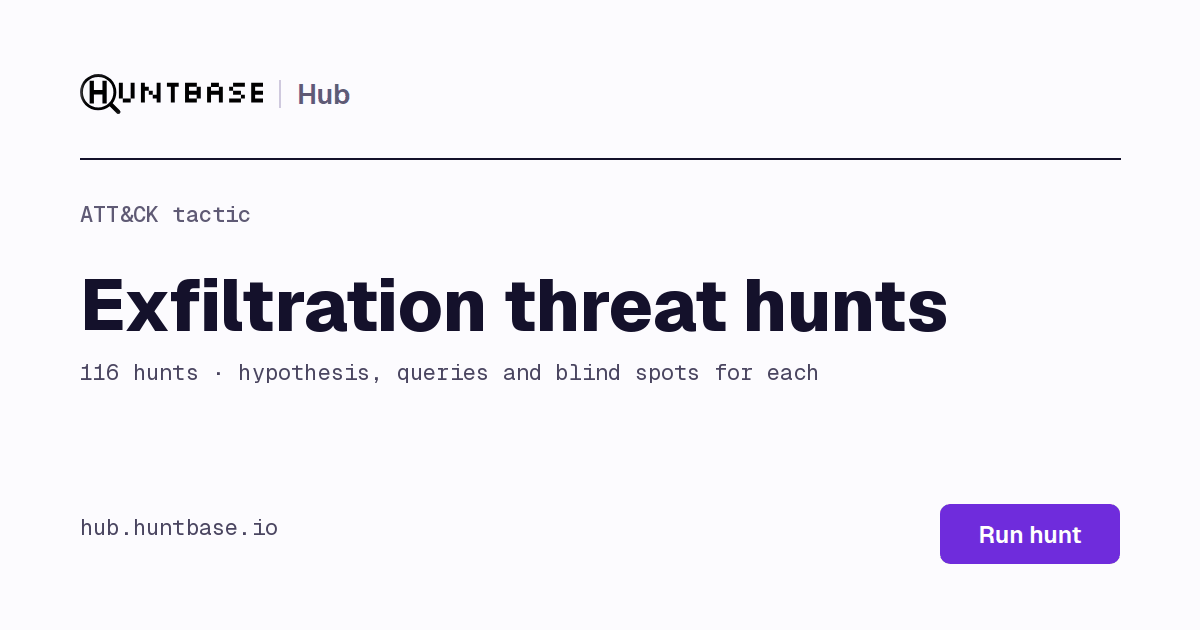 HUNTBASE | Hub
ATT&CK tactic
Exfiltration threat hunts
116 hunts · hypothesis, queries and blind spots for each
hub.huntbase.io
Run hunt